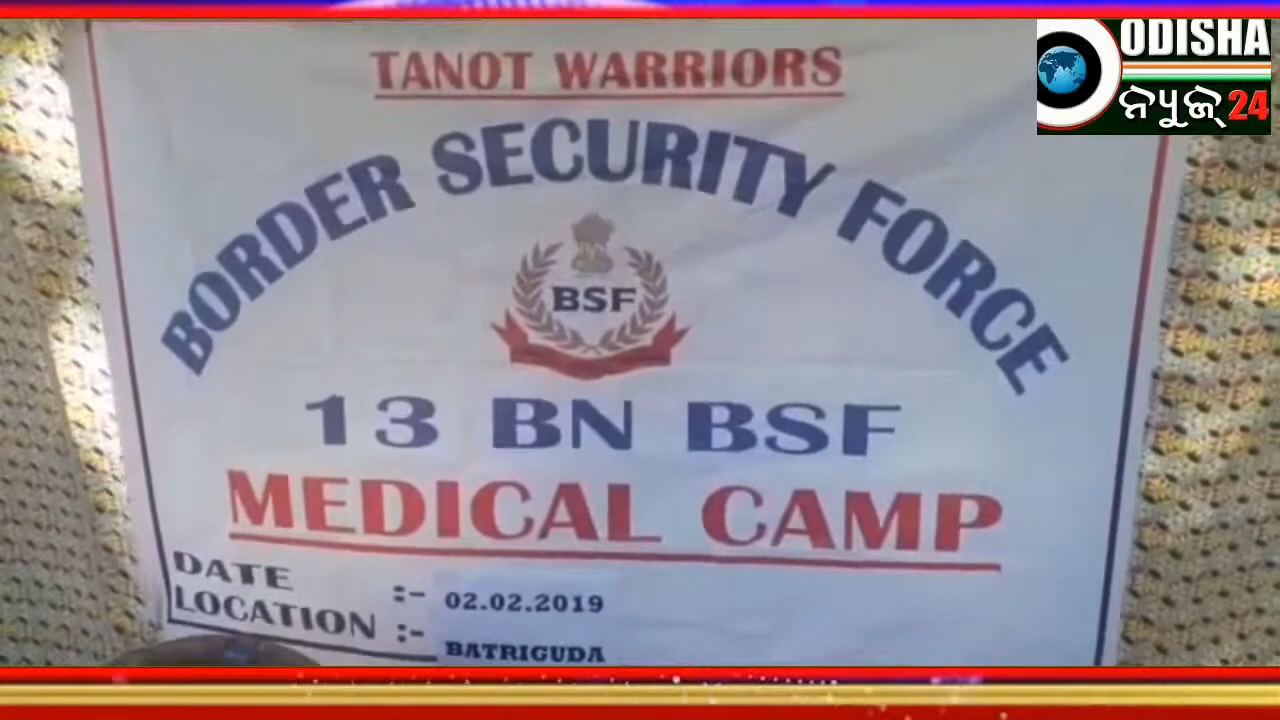 ODISHA
ନ୍ୟୁଜ୍ 24
TANOT WARRIORS
BORDER SECURITY FORCE
BSF
13 BN BSF
MEDICAL CAMP
DATE :- 02.02.2019
LOCATION :- BATRIGUDA